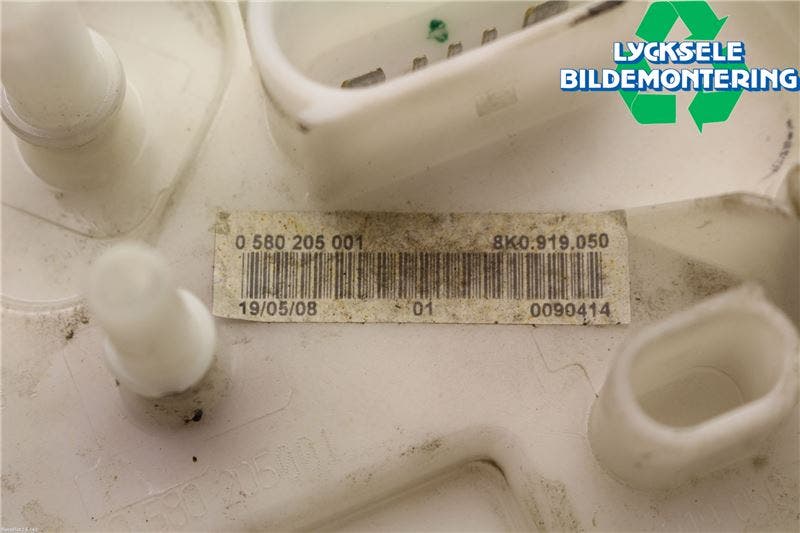 LYCKSELE
BILDEMONTERING
0 580 205 001 8K0.919.050
19/05/08 01 0090414